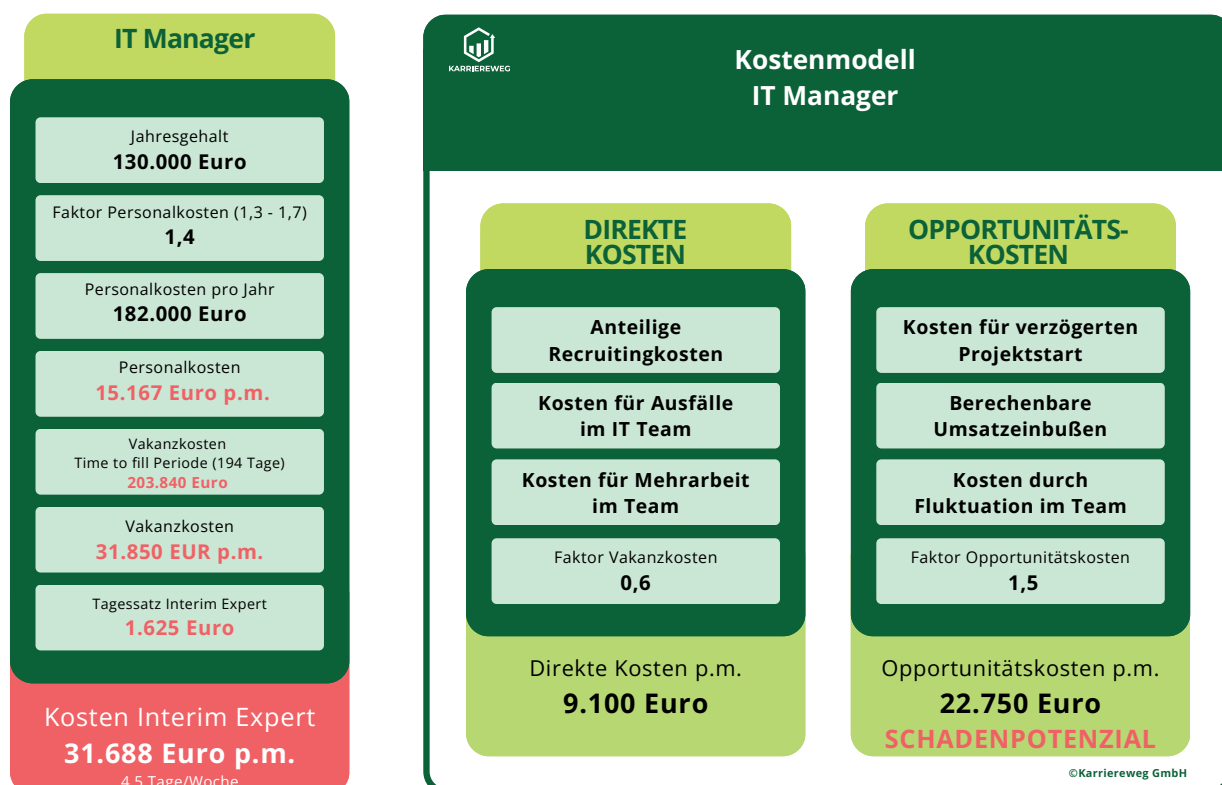 IT Manager
Jahresgehalt
130.000 Euro
Faktor Personalkosten (1,3 - 1,7)
1,4
Personalkosten pro Jahr
182.000 Euro
Personalkosten
15.167 Euro p.m.
Vakanzkosten
Time to fill Periode (194 Tage)
203.840 Euro
Vakanzkosten
31.850 EUR p.m.
Tagessatz Interim Expert
1.625 Euro
Kosten Interim Expert
31.688 Euro p.m.
4,5 Tage/Woche
KARRIEREWEG
Kostenmodell
IT Manager
DIREKTE
KOSTEN
Anteilige
Recruitingkosten
Kosten für Ausfälle
im IT Team
Kosten für Mehrarbeit
im Team
Faktor Vakanzkosten
0,6
Direkte Kosten p.m.
9.100 Euro
OPPORTUNITÄTS-
KOSTEN
Kosten für verzögerten
Projektstart
Berechenbare
Umsatzeinbußen
Kosten durch
Fluktuation im Team
Faktor Opportunitätskosten
1,5
Opportunitätskosten p.m.
22.750 Euro
SCHADENPOTENZIAL
©Karriereweg GmbH